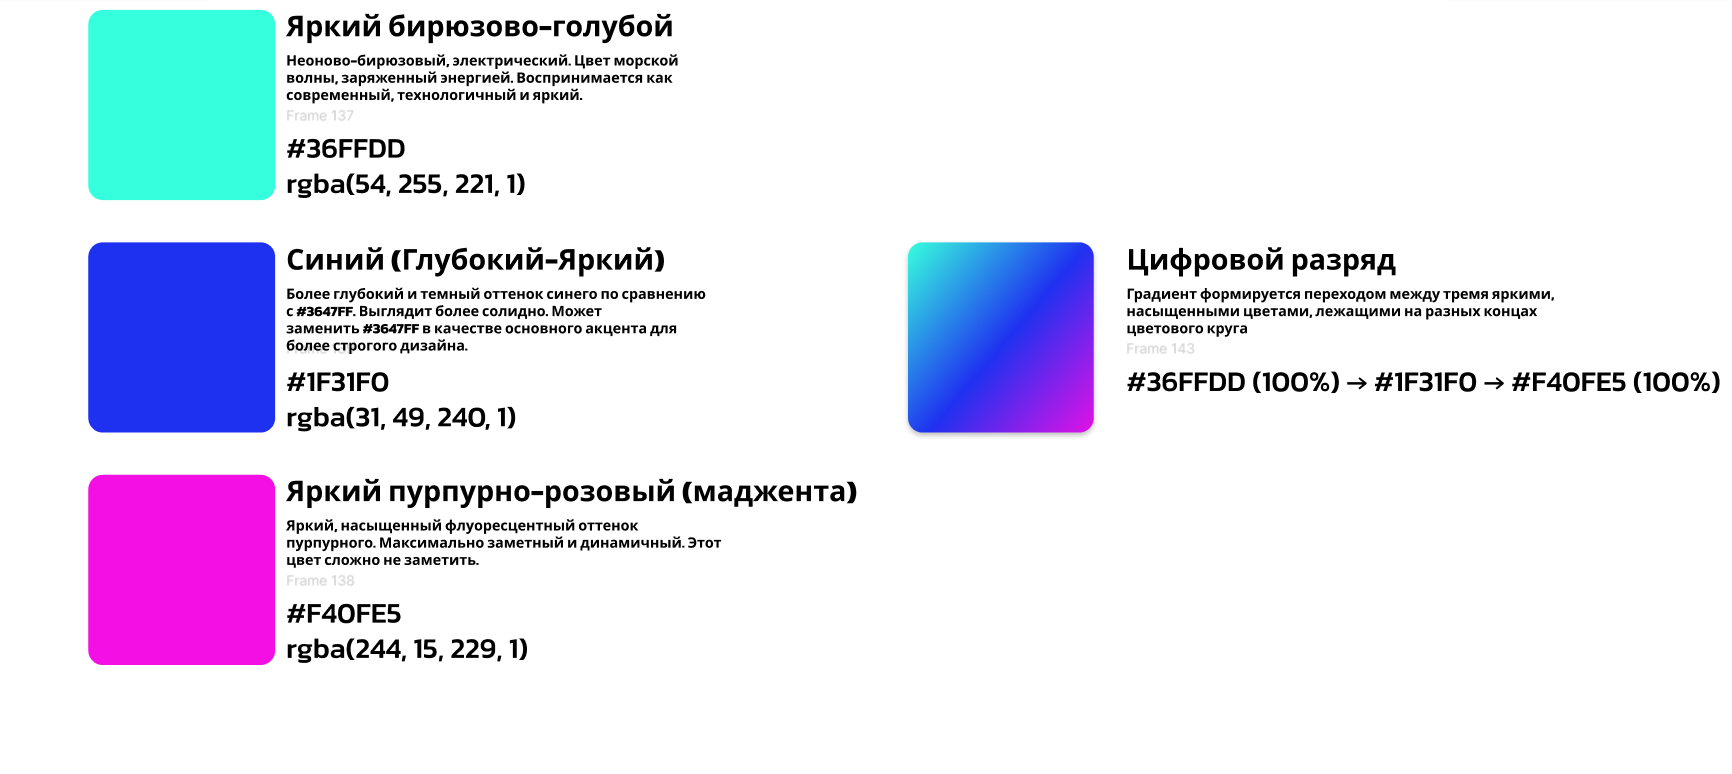 Яркий бирюзово-голубой
Неоново-бирюзовый, электрический. Цвет морской
волны, заряженный энергией. Воспринимается как
современный, технологичный и яркий.
Frame 137
#36FFDD
rgba(54, 255, 221, 1)
Синий (Глубокий-Яркий)
Более глубокий и темный оттенок синего по сравнению
с #3647FF. Выглядит более солидно. Может
заменить #3647FF в качестве основного акцента для
более строгого дизайна.
#1F31F0
rgba(31, 49, 240, 1)
Цифровой разряд
Градиент формируется переходом между тремя яркими,
насыщенными цветами, лежащими на разных концах
цветового круга
Frame 143
#36FFDD (100%) → #1F31F0 → #F40FE5 (100%)
Яркий пурпурно-розовый (маджента)
Яркий, насыщенный флуоресцентный оттенок
пурпурного. Максимально заметный и динамичный. Этот
цвет сложно не заметить.
Frame 138
#F40FE5
rgba(244, 15, 229, 1)